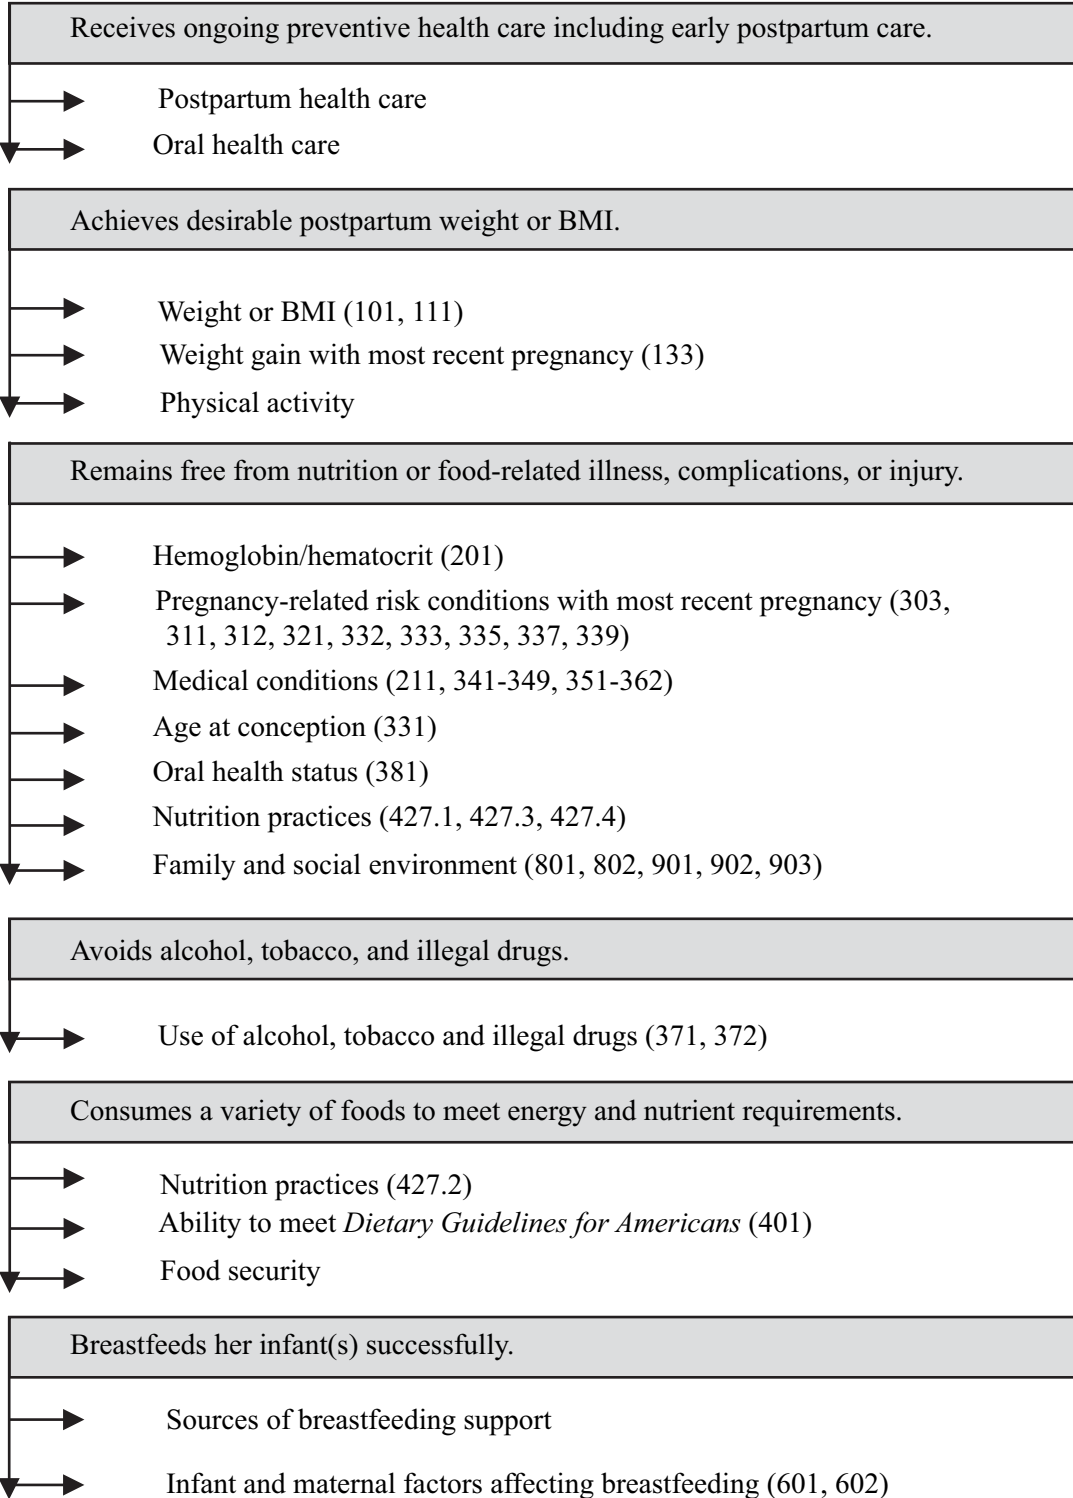 Receives ongoing preventive health care including early postpartum care.
Postpartum health care
Oral health care
Achieves desirable postpartum weight or BMI.
Weight or BMI (101, 111)
Weight gain with most recent pregnancy (133)
Physical activity
Remains free from nutrition or food-related illness, complications, or injury.
Hemoglobin/hematocrit (201)
Pregnancy-related risk conditions with most recent pregnancy (303,
311, 312, 321, 332, 333, 335, 337, 339)
Medical conditions (211, 341-349, 351-362)
Age at conception (331)
Oral health status (381)
Nutrition practices (427.1, 427.3, 427.4)
Family and social environment (801, 802, 901, 902, 903)
Avoids alcohol, tobacco, and illegal drugs.
Use of alcohol, tobacco and illegal drugs (371, 372)
Consumes a variety of foods to meet energy and nutrient requirements.
Nutrition practices (427.2)
Ability to meet Dietary Guidelines for Americans (401)
Food security
Breastfeeds her infant(s) successfully.
Sources of breastfeeding support
Infant and maternal factors affecting breastfeeding (601, 602)